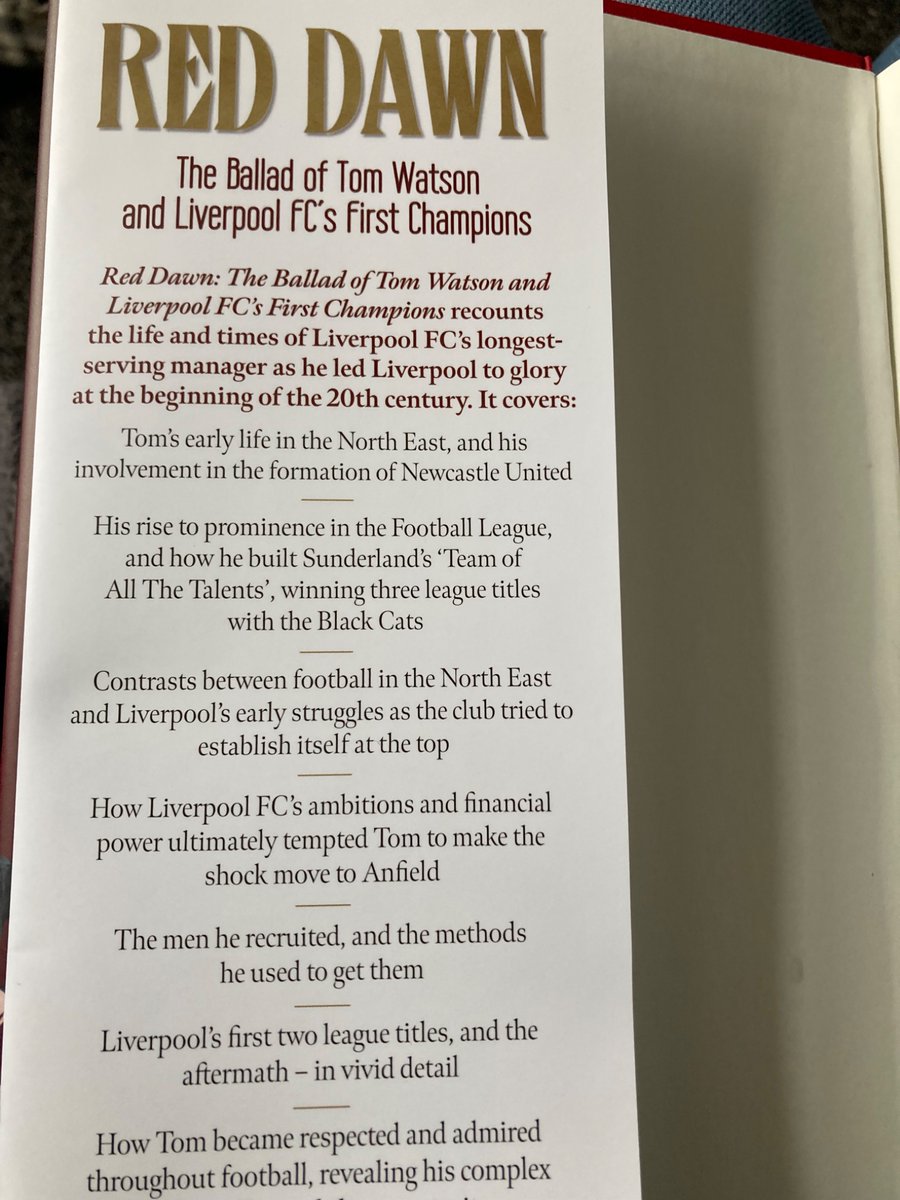 RED DAWN
The Ballad of Tom Watson
and Liverpool FC's First Champions
Red Dawn: The Ballad of Tom Watson and
Liverpool FC's First Champions recounts
the life and times of Liverpool FC's longest-
serving manager as he led Liverpool to glory
at the beginning of the 20th century. It covers:
Tom's early life in the North East, and his
involvement in the formation of Newcastle United
His rise to prominence in the Football League,
and how he built Sunderland's 'Team of
All The Talents', winning three league titles
with the Black Cats
Contrasts between football in the North East
and Liverpool's early struggles as the club tried to
establish itself at the top
How Liverpool FC's ambitions and financial
power ultimately tempted Tom to make the
shock move to Anfield
The men he recruited, and the methods
he used to get them
Liverpool's first two league titles, and the
aftermath – in vivid detail
How Tom became respected and admired
throughout football, revealing his complex